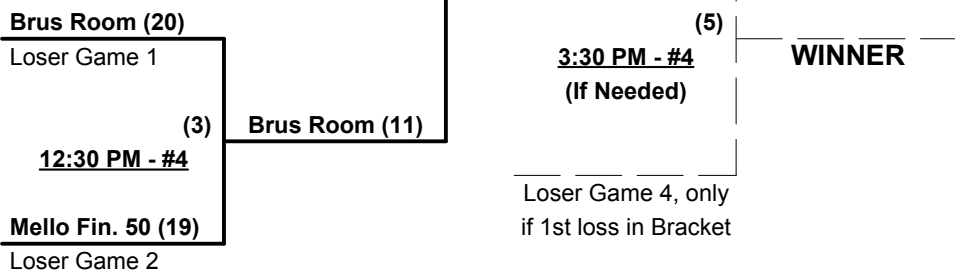 Brus Room (20)
Loser Game 1
(3)
12:30 PM - #4
Brus Room (11)
Mello Fin. 50 (19)
Loser Game 2
(5)
3:30 PM - #4
(If Needed)
WINNER
Loser Game 4, only
if 1st loss in Bracket